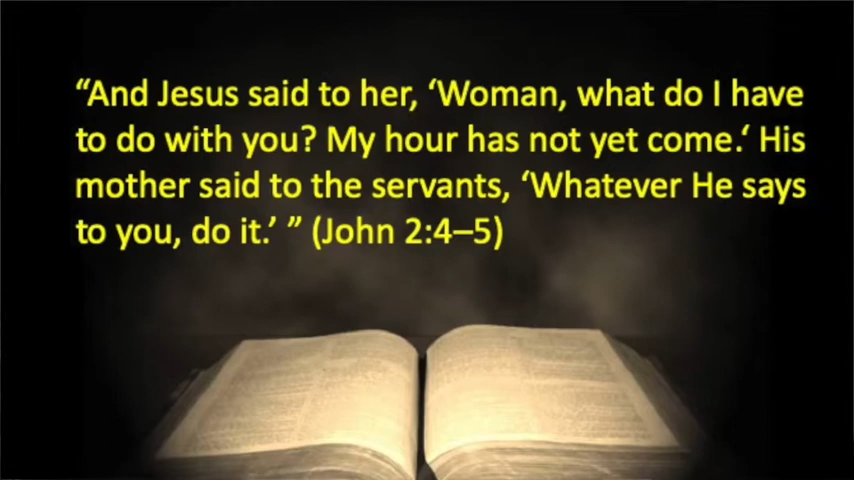 “And Jesus said to her, ‘Woman, what do I have
to do with you? My hour has not yet come.‘ His
mother said to the servants, ‘Whatever He says
to you, do it.’ ” (John 2:4–5)